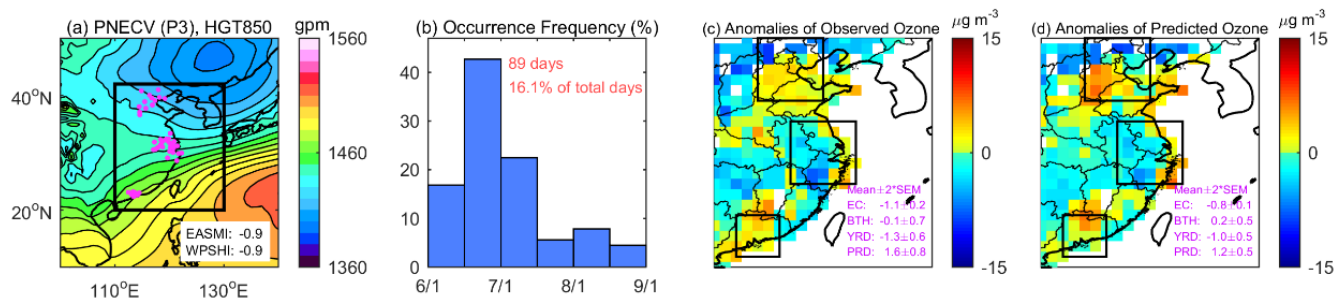 (a) PNECV (P3), HGT850
gpm
1560
1460
1360
40°N
20°N
110°E
130°E
EASMI: -0.9
WPSHI: -0.9
(b) Occurrence Frequency (%)
89 days
16.1% of total days
40
30
20
10
0
6/1
7/1
8/1
9/1
(c) Anomalies of Observed Ozone
μg m⁻³
15
0
-15
Mean±2*SEM
EC: -1.1±0.2
BTH: -0.1±0.7
YRD: -1.3±0.6
PRD: 1.6±0.8
(d) Anomalies of Predicted Ozone
μg m⁻³
15
0
-15
Mean±2*SEM
EC: -0.8±0.1
BTH: 0.2±0.5
YRD: -1.0±0.5
PRD: 1.2±0.5